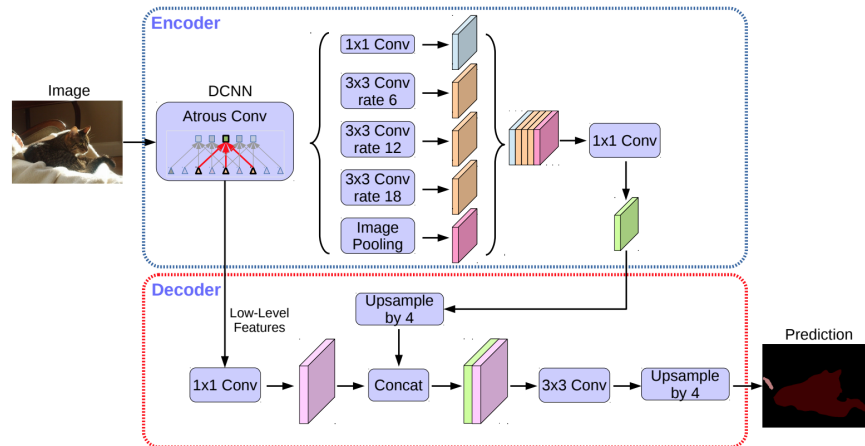 Encoder
Image
DCNN
Atrous Conv
1x1 Conv
3x3 Conv
rate 6
3x3 Conv
rate 12
3x3 Conv
rate 18
Image
Pooling
1x1 Conv
Decoder
Low-Level
Features
Upsample
by 4
1x1 Conv
Concat
3x3 Conv
Upsample
by 4
Prediction